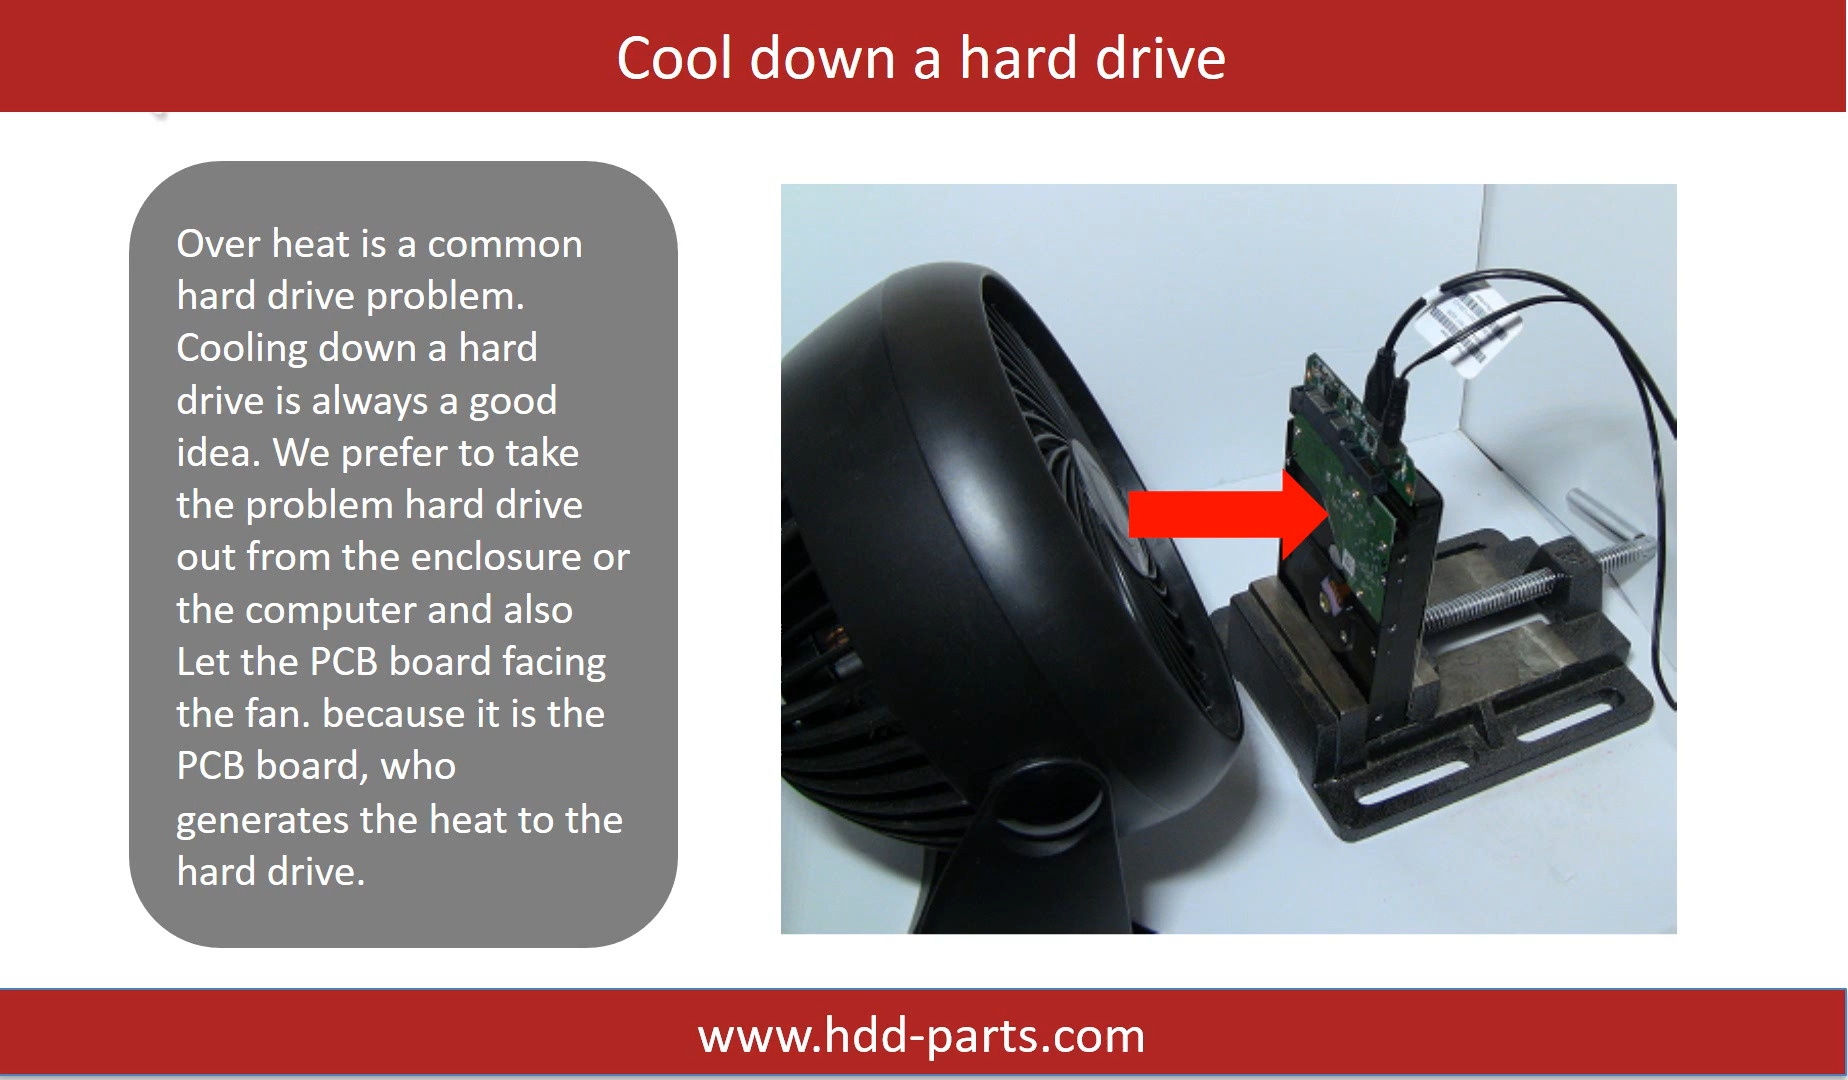 Cool down a hard drive
Over heat is a common
hard drive problem.
Cooling down a hard
drive is always a good
idea. We prefer to take
the problem hard drive
out from the enclosure or
the computer and also
Let the PCB board facing
the fan. because it is the
PCB board, who
generates the heat to the
hard drive.
www.hdd-parts.com